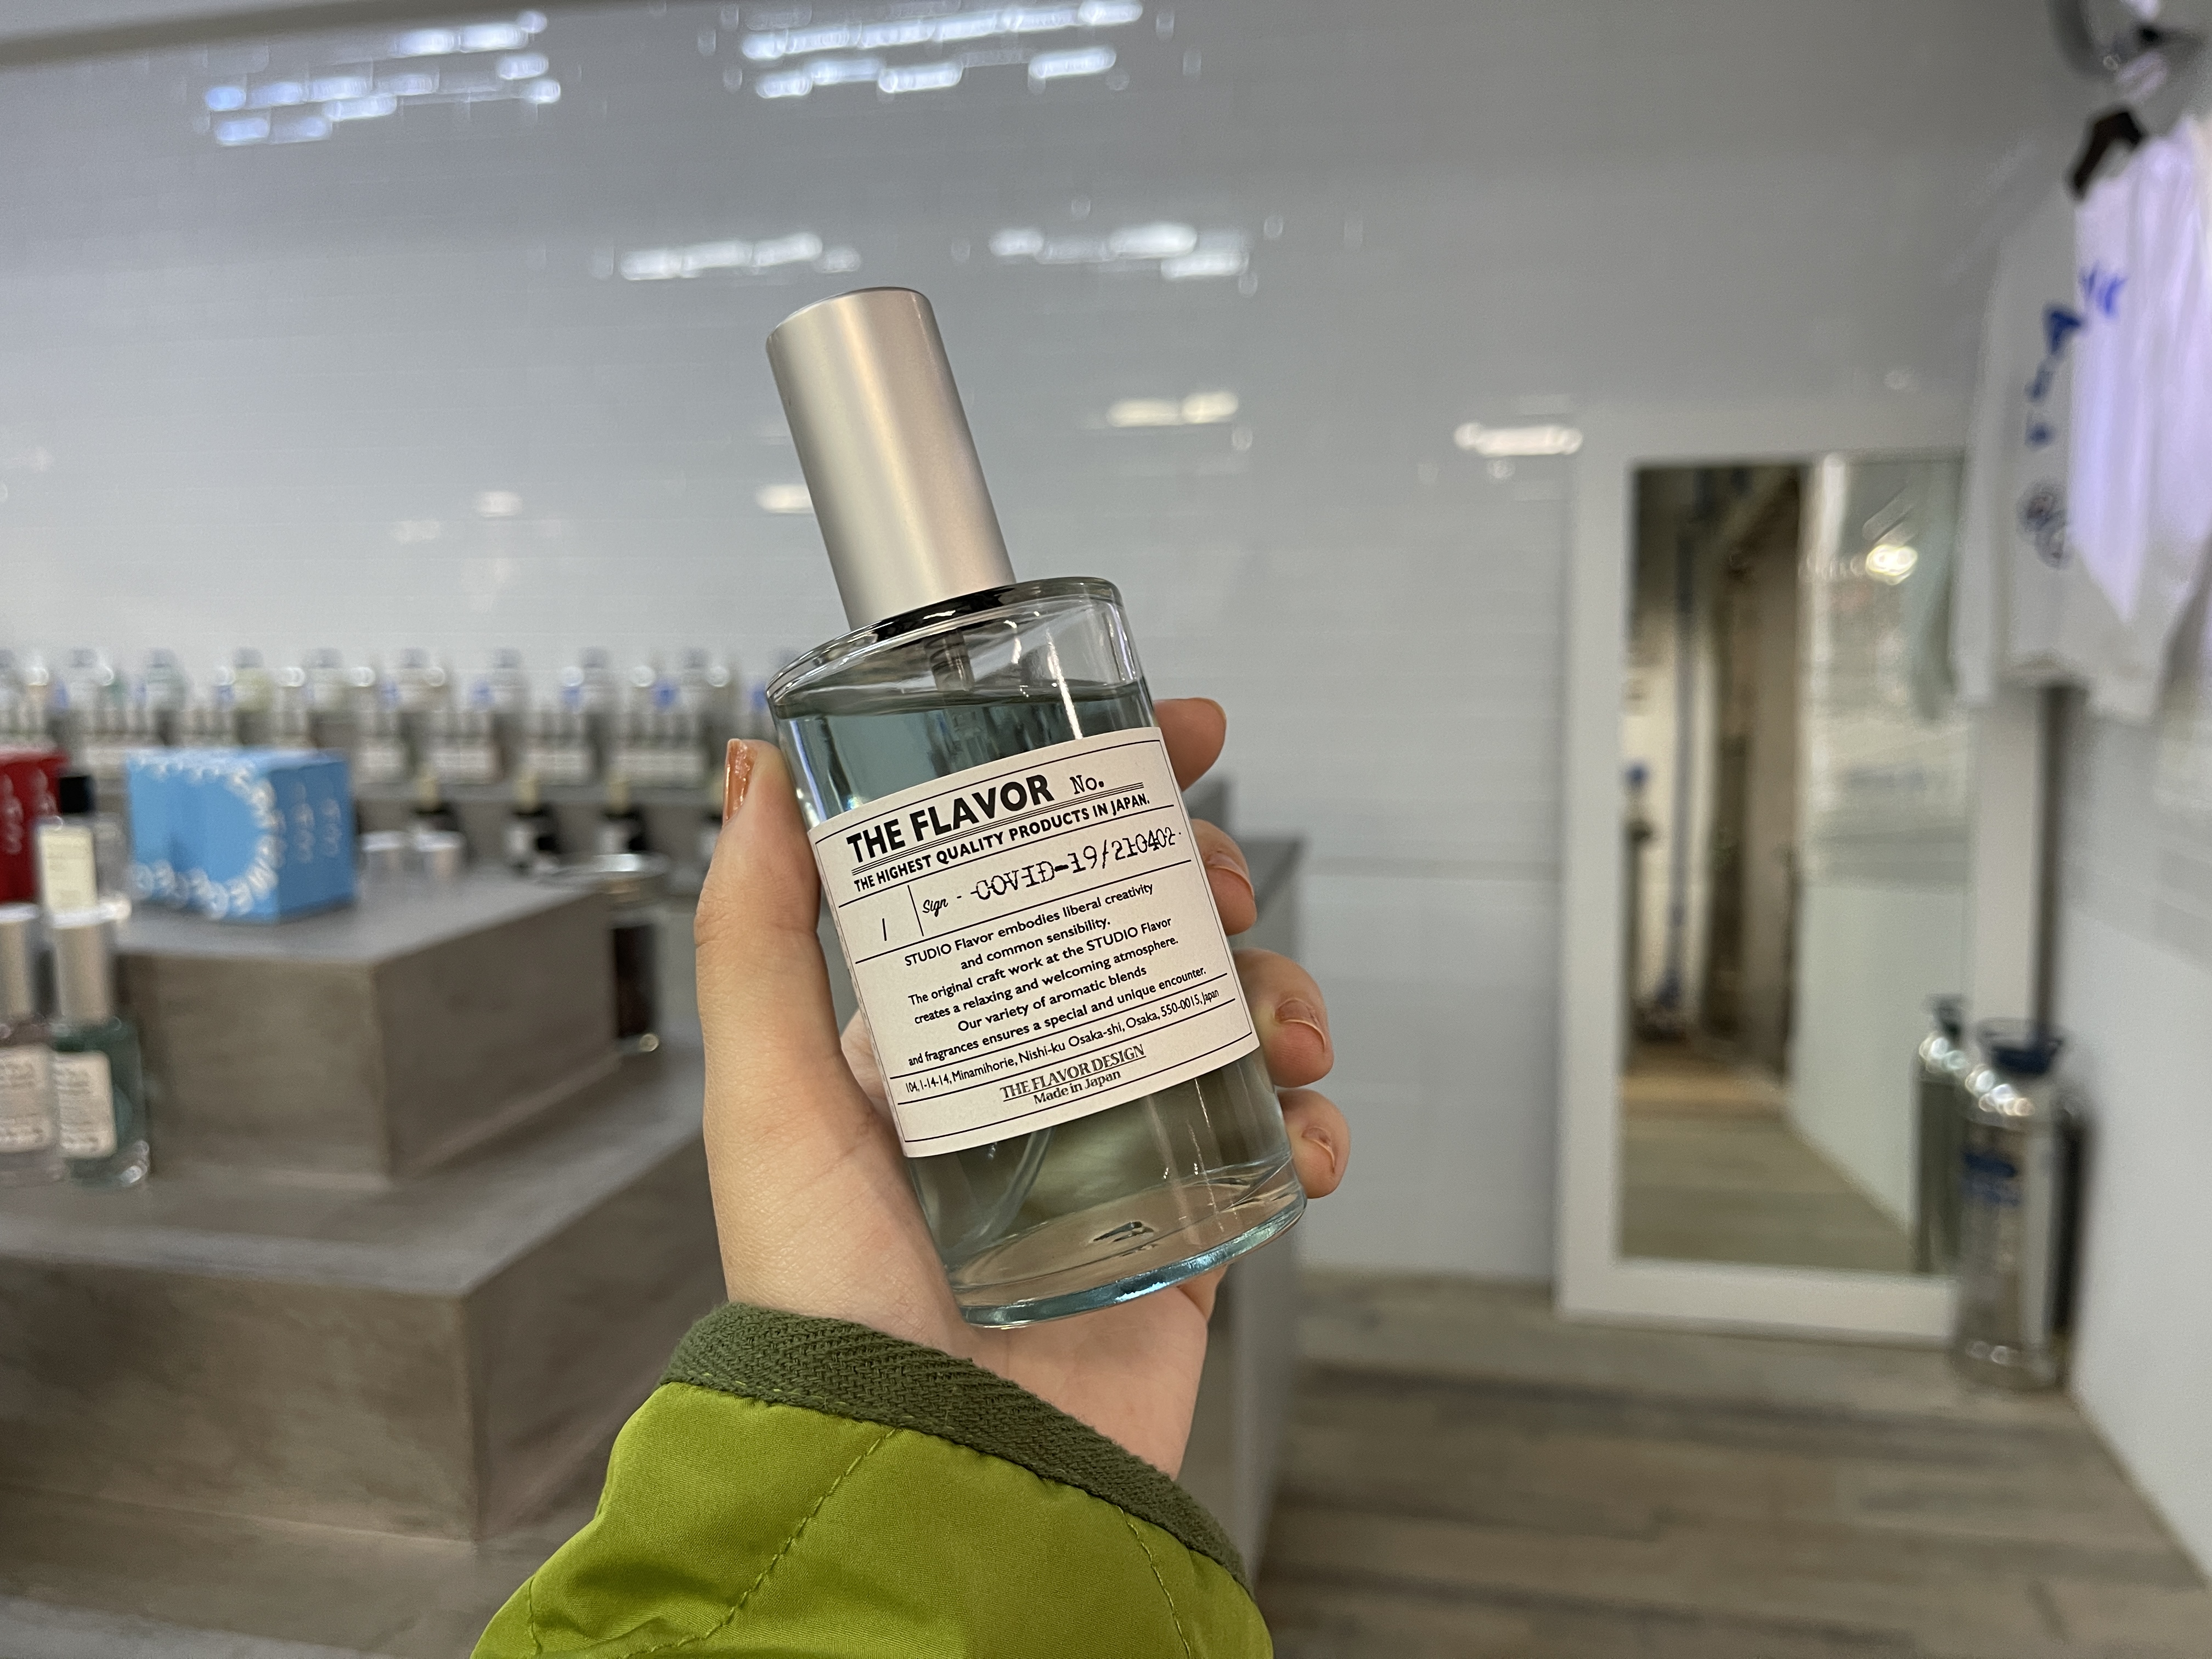 THE FLAVOR No.
THE HIGHEST QUALITY PRODUCTS IN JAPAN.
/ Sign - COVID-19/210402
STUDIO Flavor embodies liberal creativity
and common sensibility.
The original craft work at the STUDIO Flavor
creates a relaxing and welcoming atmosphere.
Our variety of aromatic blends
and fragrances ensures a special and unique encounter.
104, 1-14-14, Minamihorie, Nishi-ku Osaka-shi, Osaka, 550-0015, Japan
THE FLAVOR DESIGN
Made in Japan